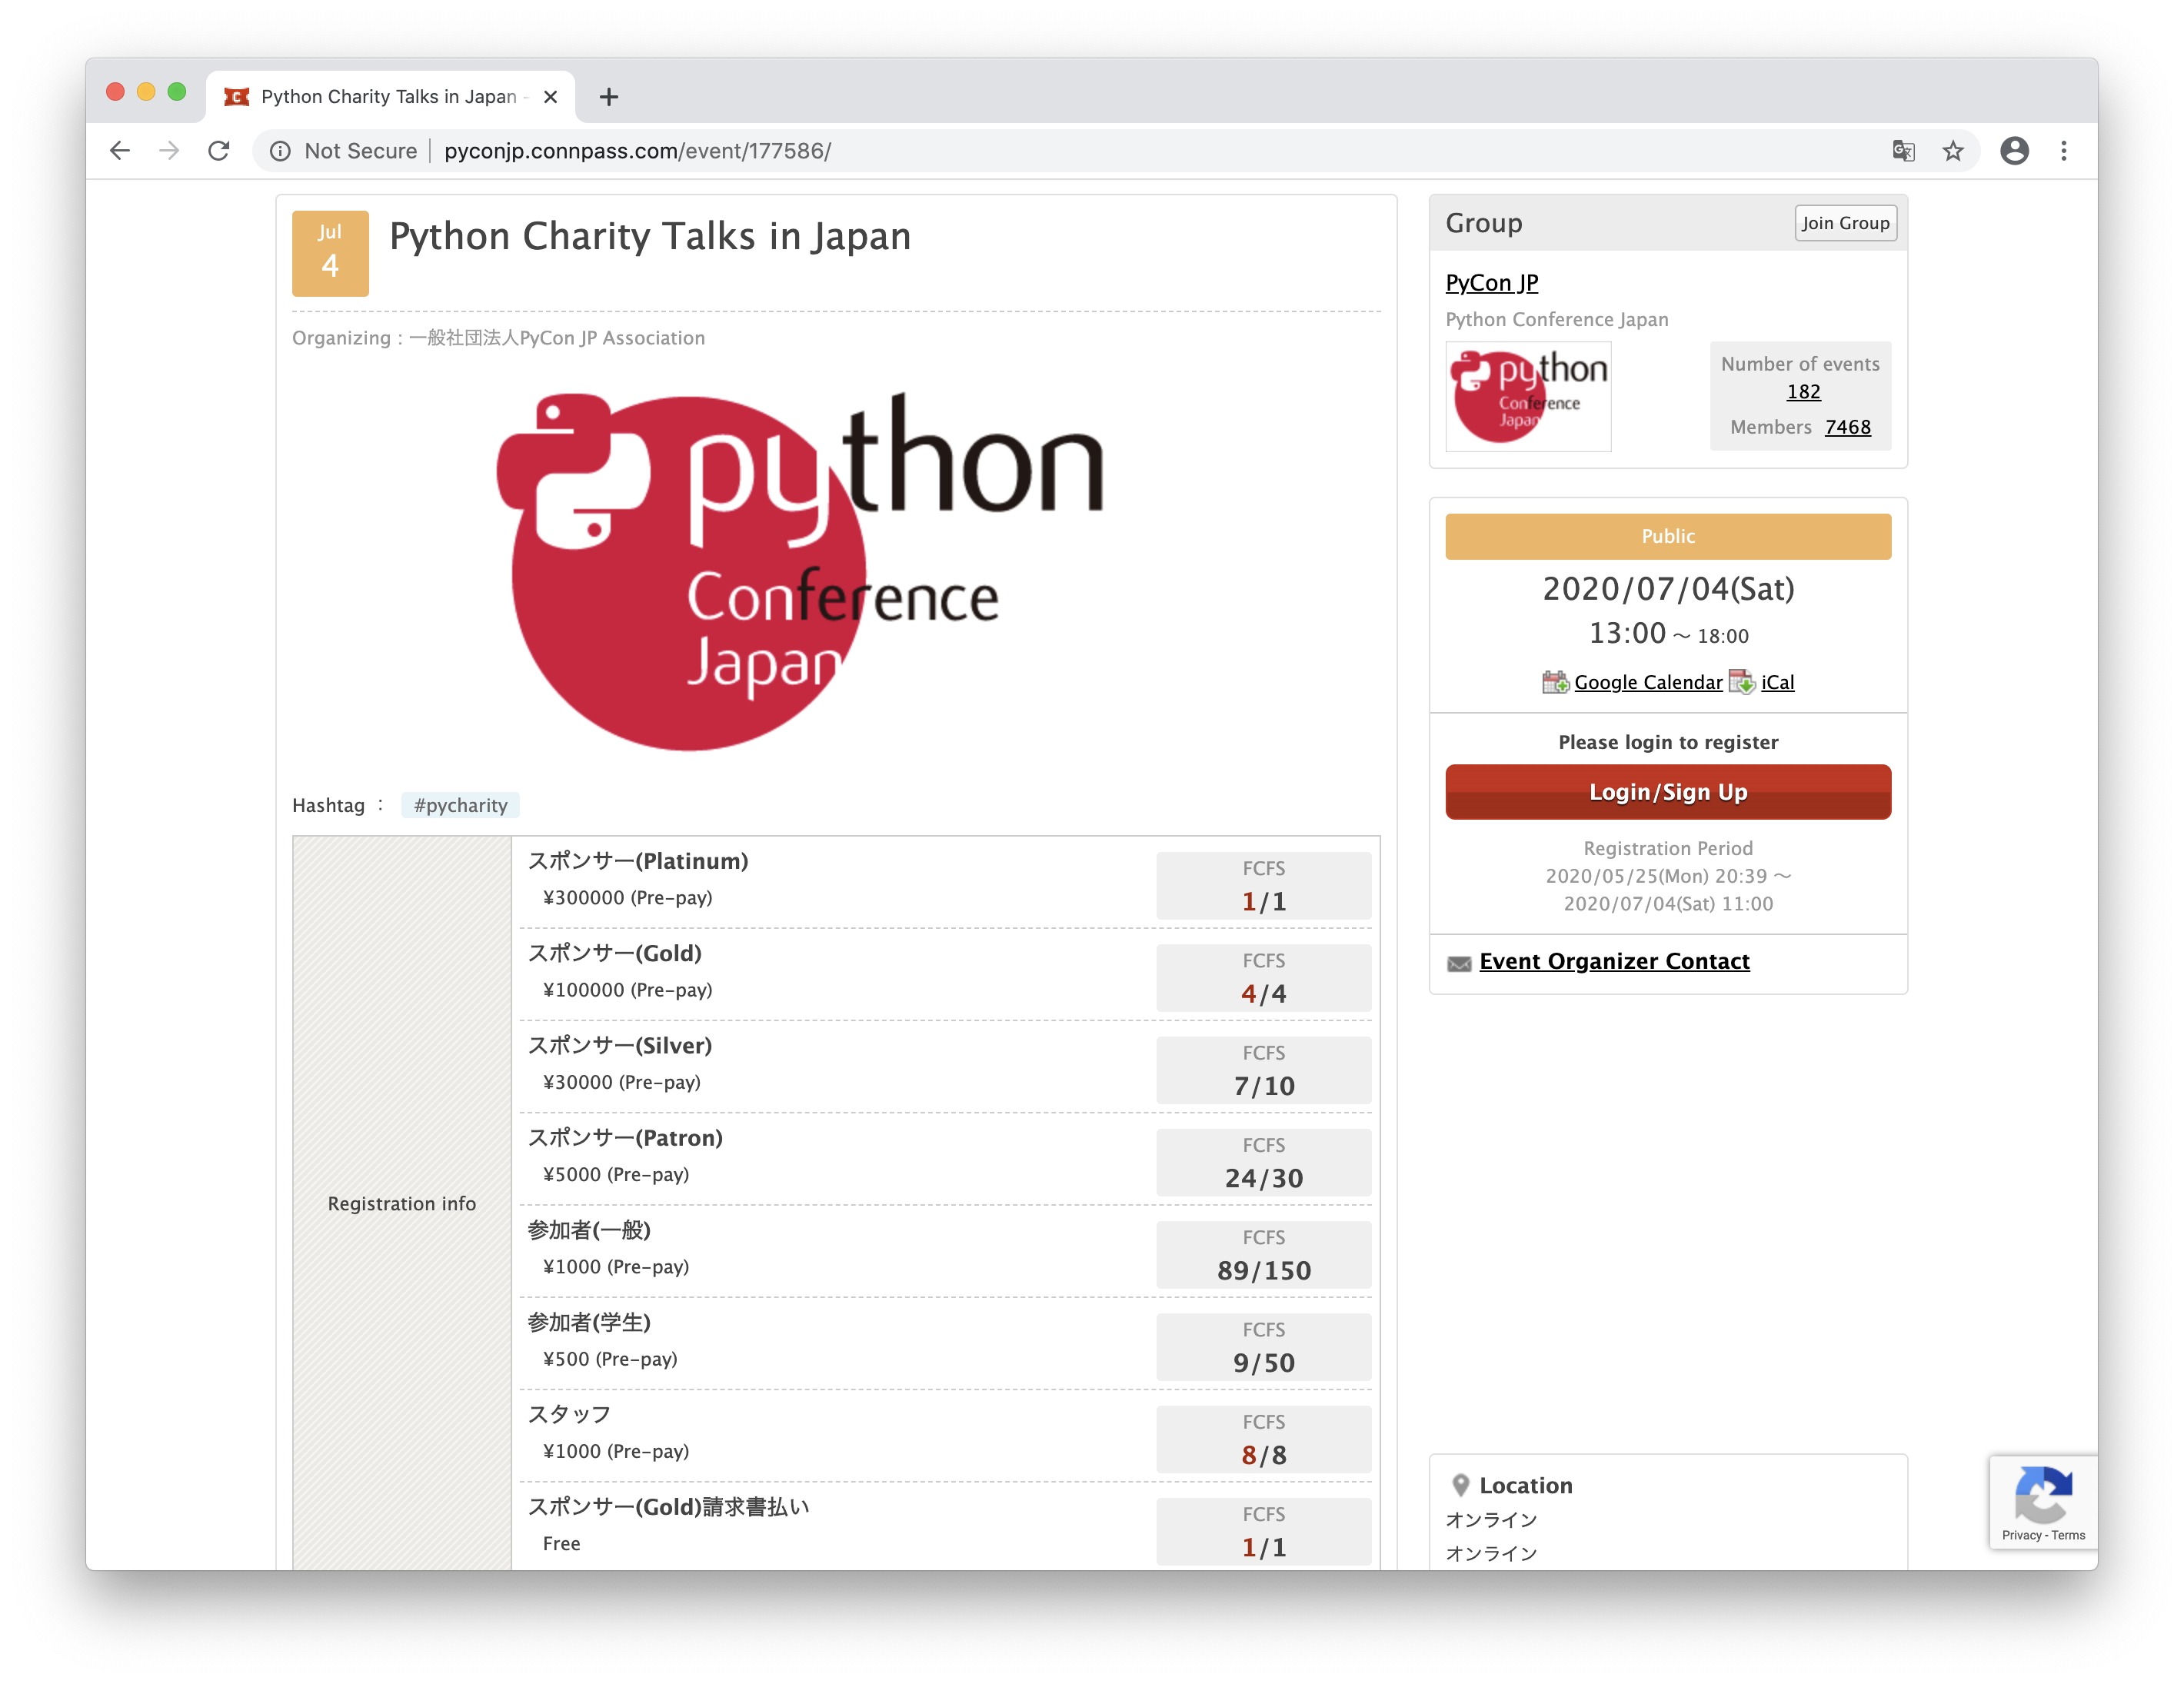 Python Charity Talks in Japan -
Not Secure | pyconjp.connpass.com/event/177586/
Jul
4
Python Charity Talks in Japan
Organizing : 一般社団法人PyCon JP Association
python
Conference
Japan
Hashtag :
#pycharity
Registration info
スポンサー(Platinum)
¥300000 (Pre-pay)
FCFS
1/1
スポンサー(Gold)
¥100000 (Pre-pay)
FCFS
4/4
スポンサー(Silver)
¥30000 (Pre-pay)
FCFS
7/10
スポンサー(Patron)
¥5000 (Pre-pay)
FCFS
24/30
参加者(一般)
¥1000 (Pre-pay)
FCFS
89/150
参加者(学生)
¥500 (Pre-pay)
FCFS
9/50
スタッフ
¥1000 (Pre-pay)
FCFS
8/8
スポンサー(Gold)請求書払い
Free
FCFS
1/1
Group
Join Group
PyCon JP
Python Conference Japan
python
Conference
Japan
Number of events
182
Members 7468
Public
2020/07/04(Sat)
13:00 ～ 18:00
Google Calendar iCal
Please login to register
Login/Sign Up
Registration Period
2020/05/25(Mon) 20:39 ～
2020/07/04(Sat) 11:00
Event Organizer Contact
Location
オンライン
オンライン
Privacy - Terms